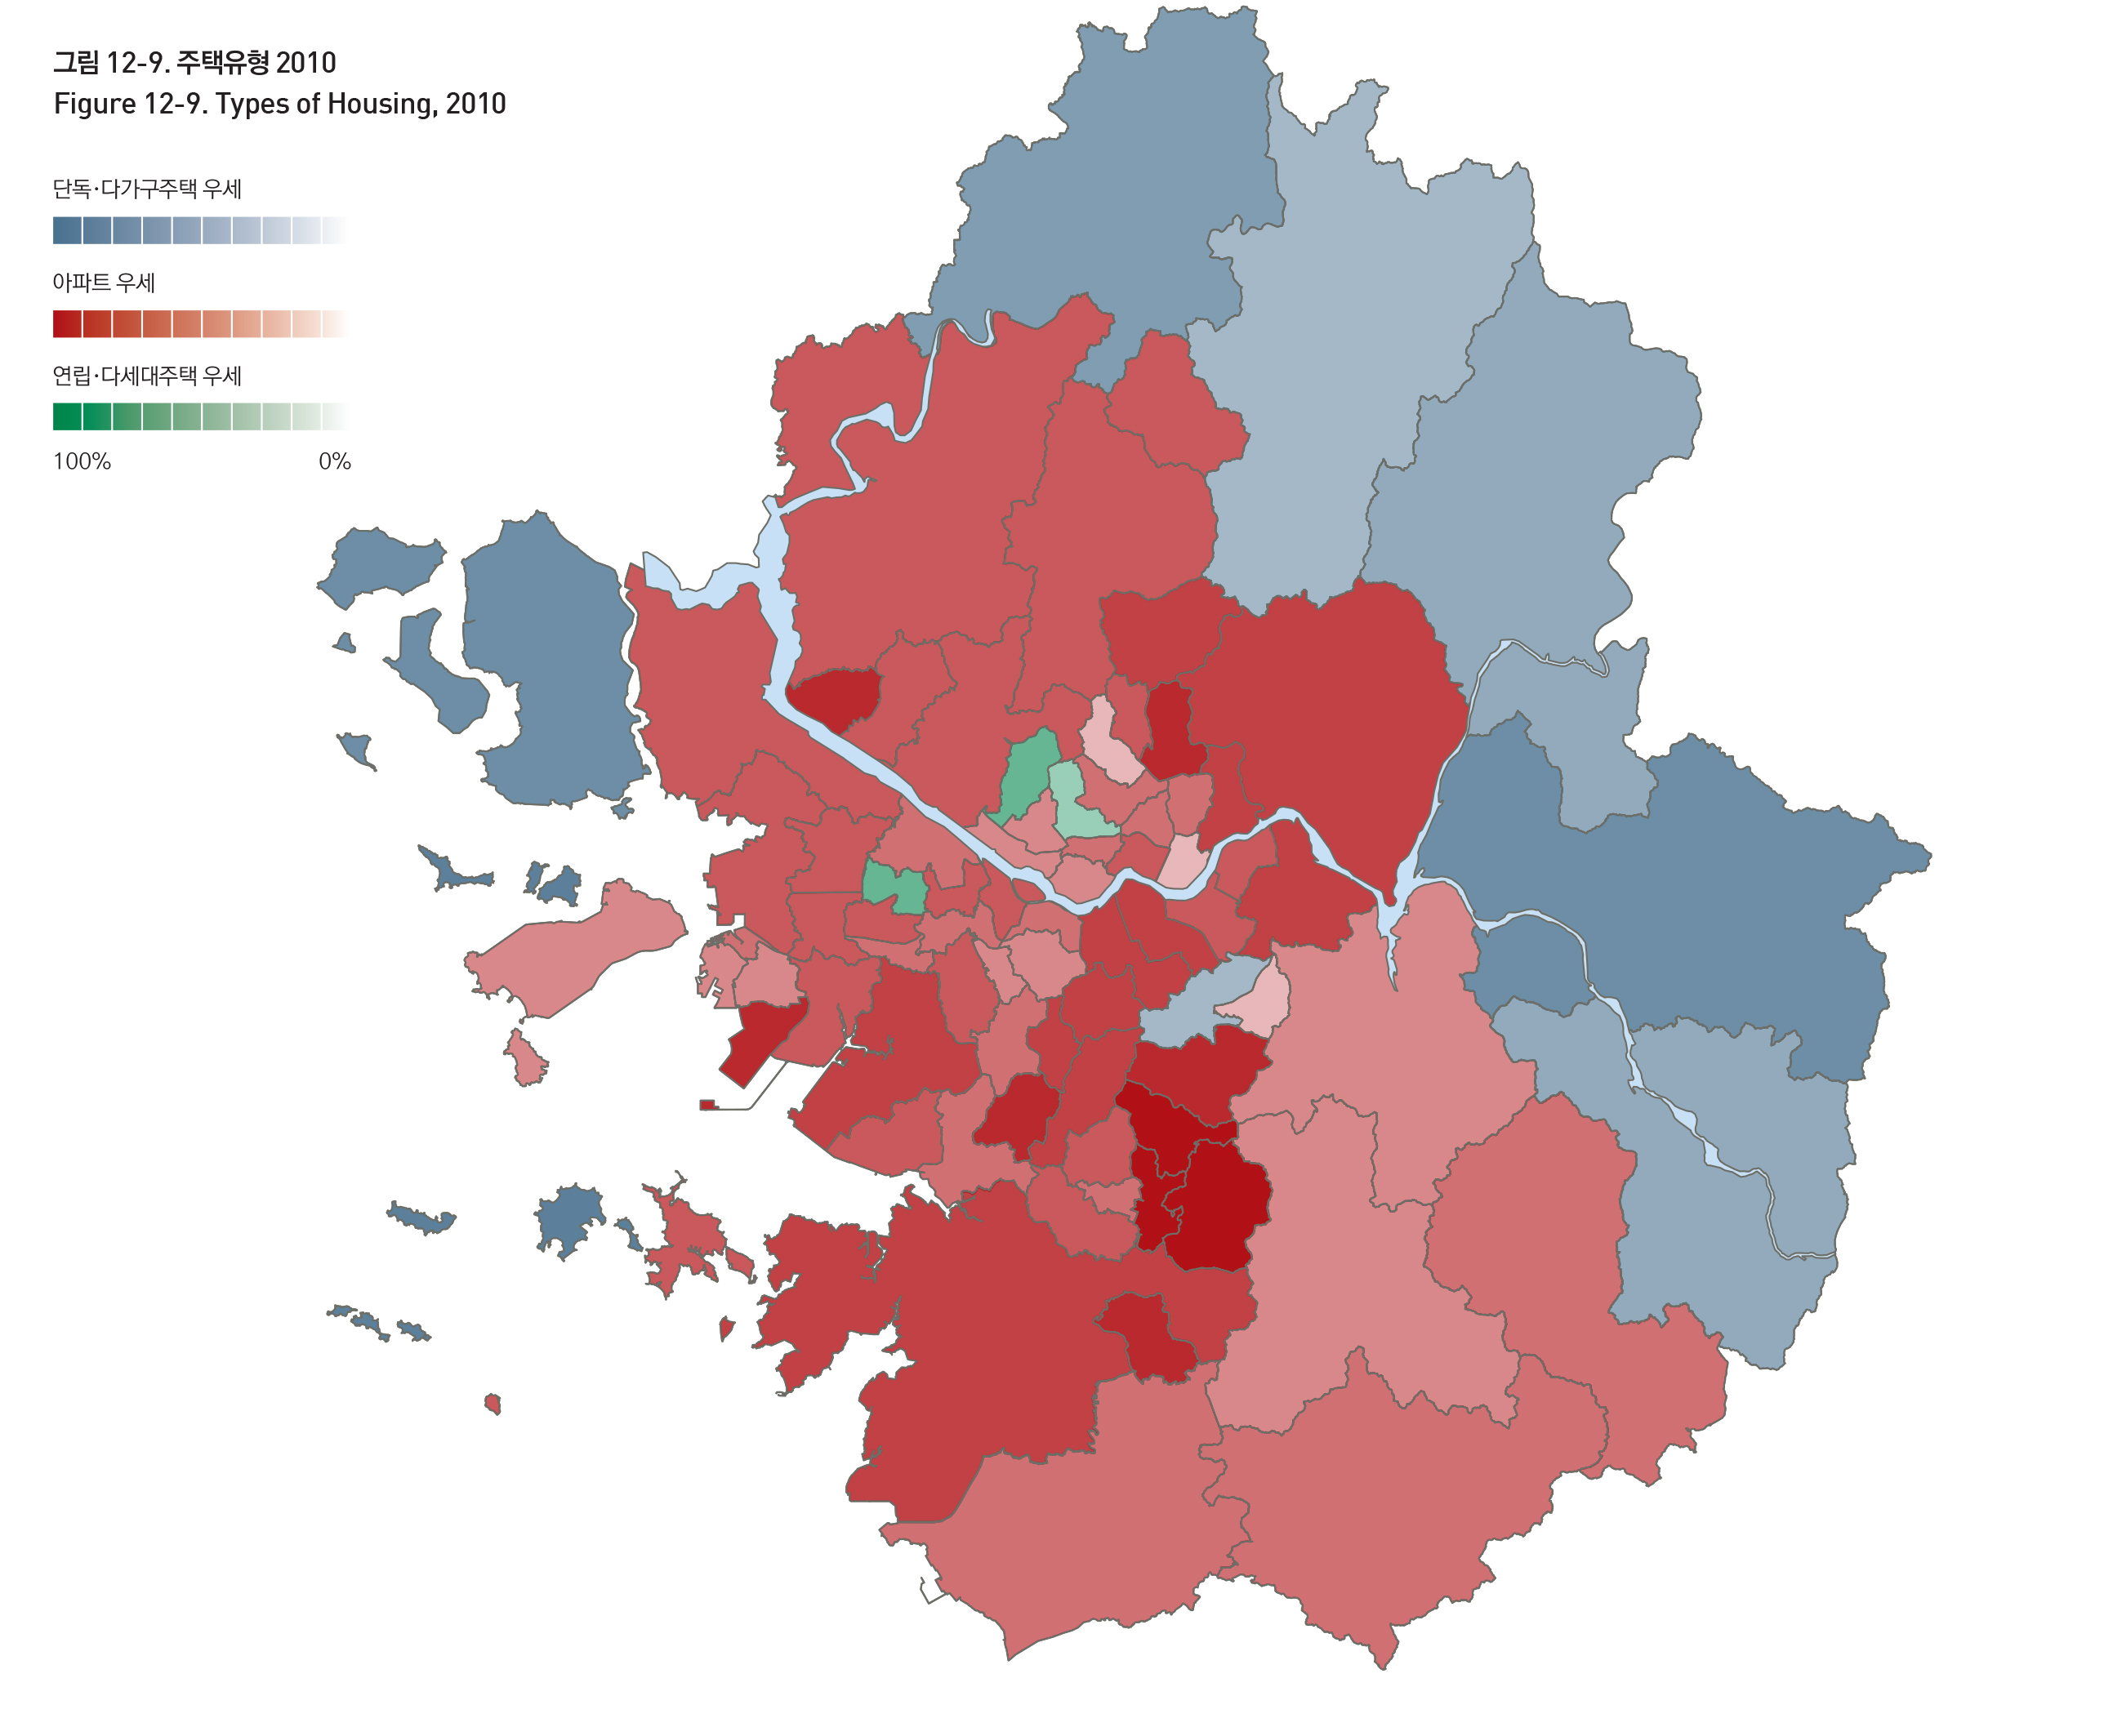 그림 12-9. 주택유형 2010
Figure 12-9. Types of Housing, 2010
단독·다가구주택 우세
아파트 우세
연립·다세대주택 우세
100% 0%